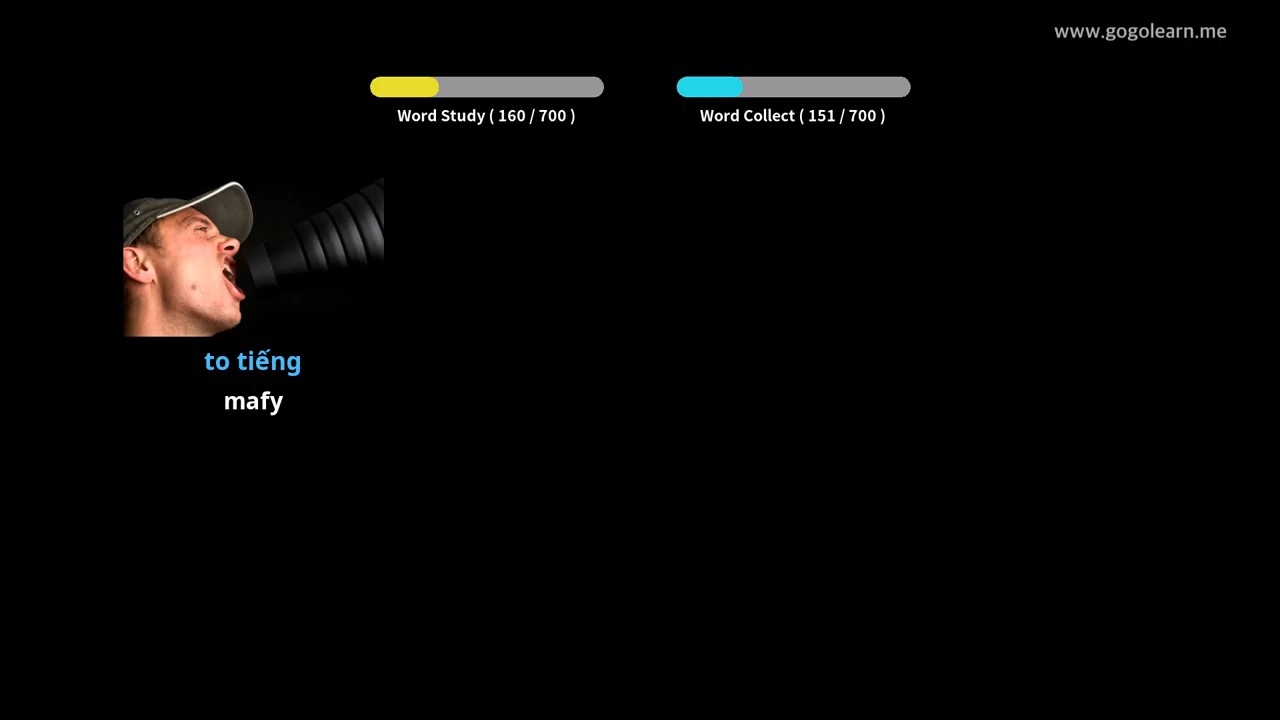 www.gogolearn.me
Word Study ( 160 / 700 )
Word Collect ( 151 / 700 )
to tiếng
mafy